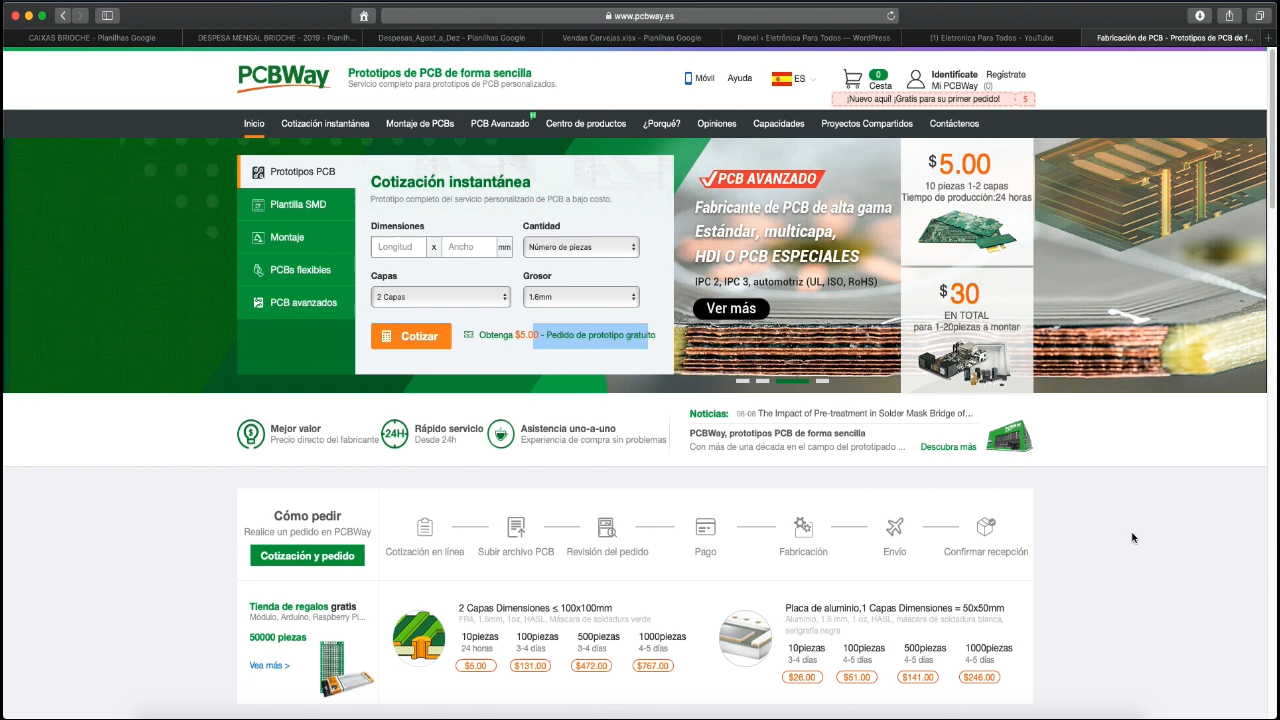 www.pcbway.es
CAIXAS BRIOCHE - Planilhas Google
DESPESA MENSAL BRIOCHE - 2019 - Planilh...
Despesas_Agost_a_Dez - Planilhas Google
Vendas Cervejas.xlsx - Planilhas Google
Painel ‹ Eletrônica Para Todos — WordPress
(1) Eletronica Para Todos - YouTube
Fabricación de PCB - Prototipos de PCB de f...
PCBWay
Prototipos de PCB de forma sencilla
Servicio completo para prototipos de PCB personalizados.
Móvil
Ayuda
ES
0
Cesta
Identifícate Regístrate
Mi PCBWay (0)
¡Nuevo aquí! ¡Gratis para su primer pedido! $
Inicio
Cotización instantánea
Montaje de PCBs
PCB Avanzado
Centro de productos
¿Porqué?
Opiniones
Capacidades
Proyectos Compartidos
Contáctenos
Prototipos PCB
Plantilla SMD
Montaje
PCBs flexibles
PCB avanzados
Cotización instantánea
Prototipo completo del servicio personalizado de PCB a bajo costo.
Dimensiones
Cantidad
Longitud x Ancho mm
Número de piezas
Capas
Grosor
2 Capas
1.6mm
Cotizar
Obtenga $5.00 - Pedido de prototipo gratuito
PCB AVANZADO
Fabricante de PCB de alta gama
Estándar, multicapa,
HDI O PCB ESPECIALES
IPC 2, IPC 3, automotriz (UL, ISO, RoHS)
Ver más
$5.00
10 piezas 1-2 capas
Tiempo de producción:24 horas
$30
EN TOTAL
para 1-20piezas a montar
Mejor valor
Precio directo del fabricante
24H
Rápido servicio
Desde 24h
Asistencia uno-a-uno
Experiencia de compra sin problemas
Noticias: 08-08 The Impact of Pre-treatment in Solder Mask Bridge of...
PCBWay, prototipos PCB de forma sencilla
Con más de una década en el campo del prototipado ... Descubra más
Cómo pedir
Realice un pedido en PCBWay
Cotización y pedido
Cotización en línea
Subir archivo PCB
Revisión del pedido
Pago
Fabricación
Envío
Confirmar recepción
Tienda de regalos gratis
Módulo, Arduino, Raspberry Pi...
50000 piezas
Vea más >
2 Capas Dimensiones ≤ 100x100mm
FR4, 1.6mm, 1oz, HASL, Máscara de soldadura verde
10piezas 100piezas 500piezas 1000piezas
24 horas 3-4 días 3-4 días 4-5 días
$5.00 $131.00 $472.00 $767.00
Placa de aluminio,1 Capas Dimensiones = 50x50mm
Aluminio, 1,6 mm, 1 oz, HASL, máscara de soldadura blanca,
serigrafía negra
10piezas 100piezas 500piezas 1000piezas
3-4 días 4-5 días 4-5 días 4-5 días
$26.00 $51.00 $141.00 $246.00